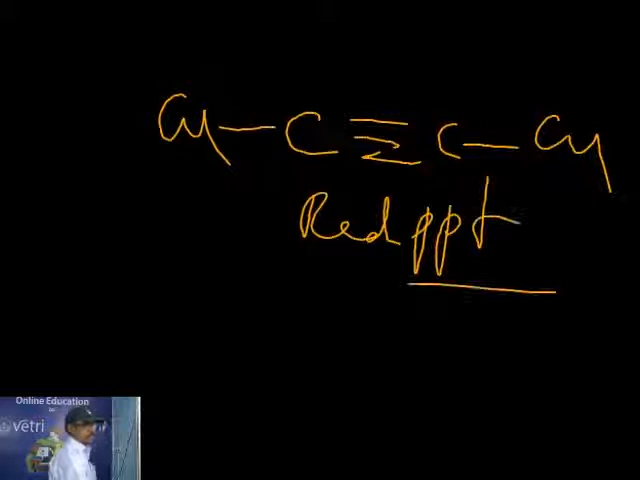 Cu — C ≡ C — Cu
Red ppt
Online Education
vetri